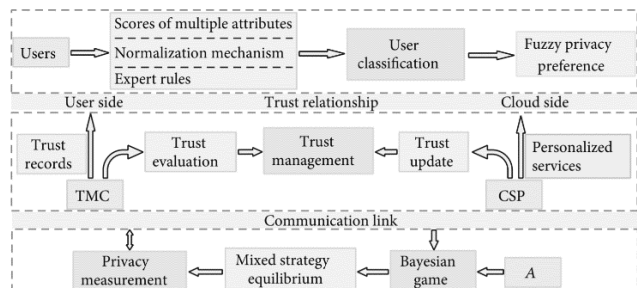 Scores of multiple attributes
Users
Normalization mechanism
User
classification
Fuzzy privacy
preference
Expert rules
User side
Trust relationship
Cloud side
Trust
records
Trust
evaluation
Trust
management
Trust
update
Personalized
services
TMC
CSP
Communication link
Privacy
measurement
Mixed strategy
equilibrium
Bayesian
game
A